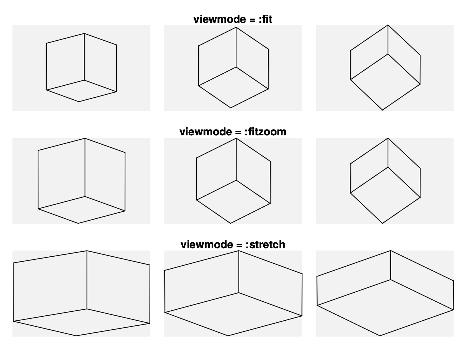 viewmode = :fit
viewmode = :fitzoom
viewmode = :stretch